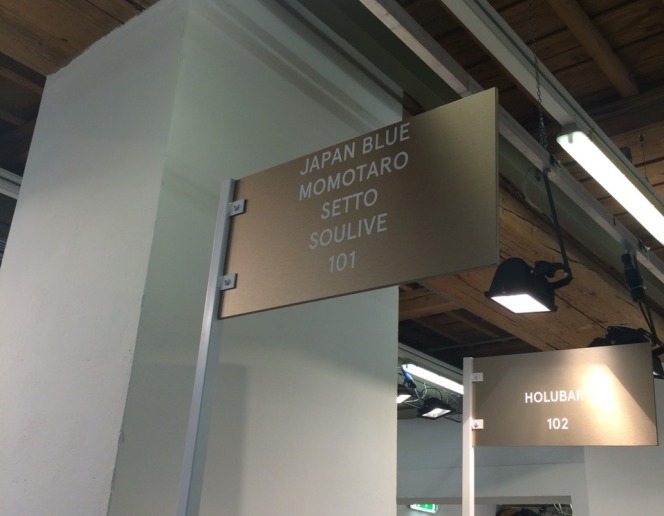 JAPAN BLUE
MOMOTARO
SETTO
SOULIVE
101
HOLUBAR
102